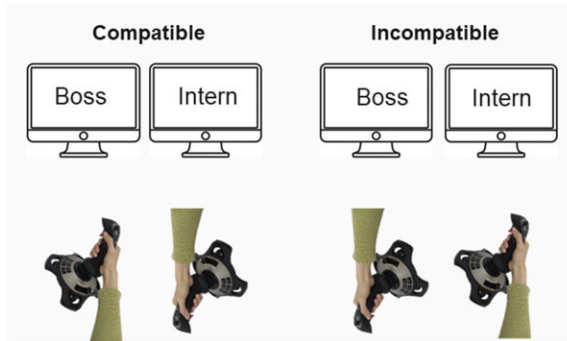 Compatible
Incompatible
Boss
Intern
Boss
Intern